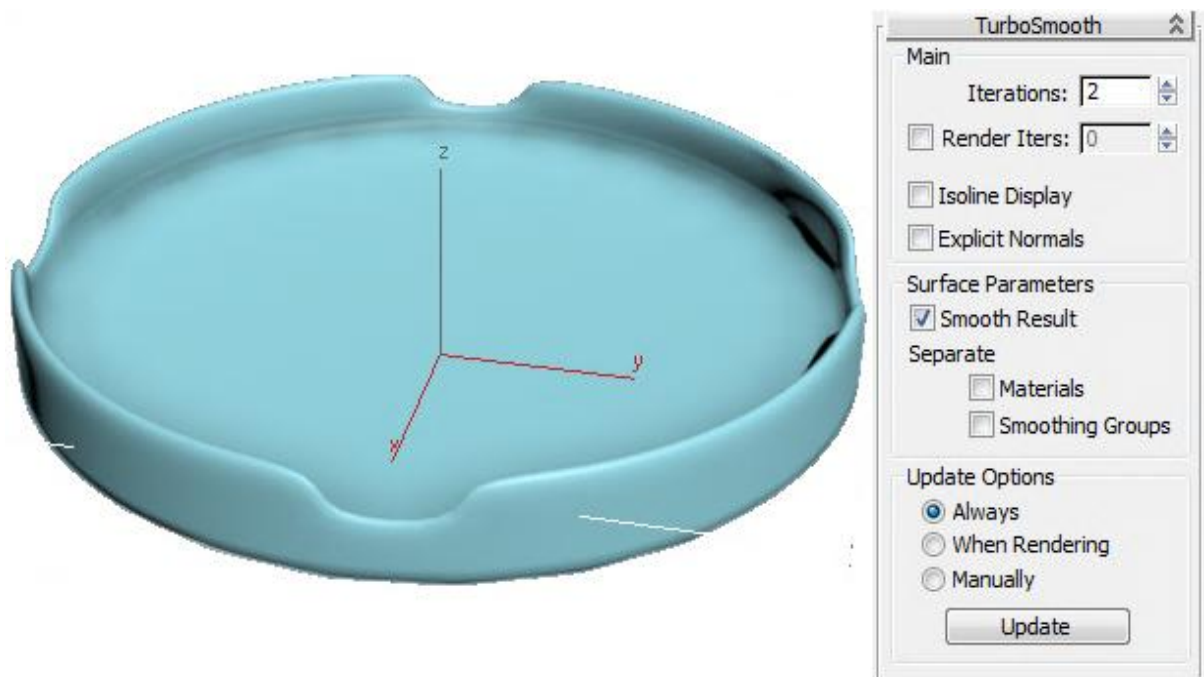 z
y
x
TurboSmooth
Main
Iterations: 2
Render Iters: 0
Isoline Display
Explicit Normals
Surface Parameters
Smooth Result
Separate
Materials
Smoothing Groups
Update Options
Always
When Rendering
Manually
Update